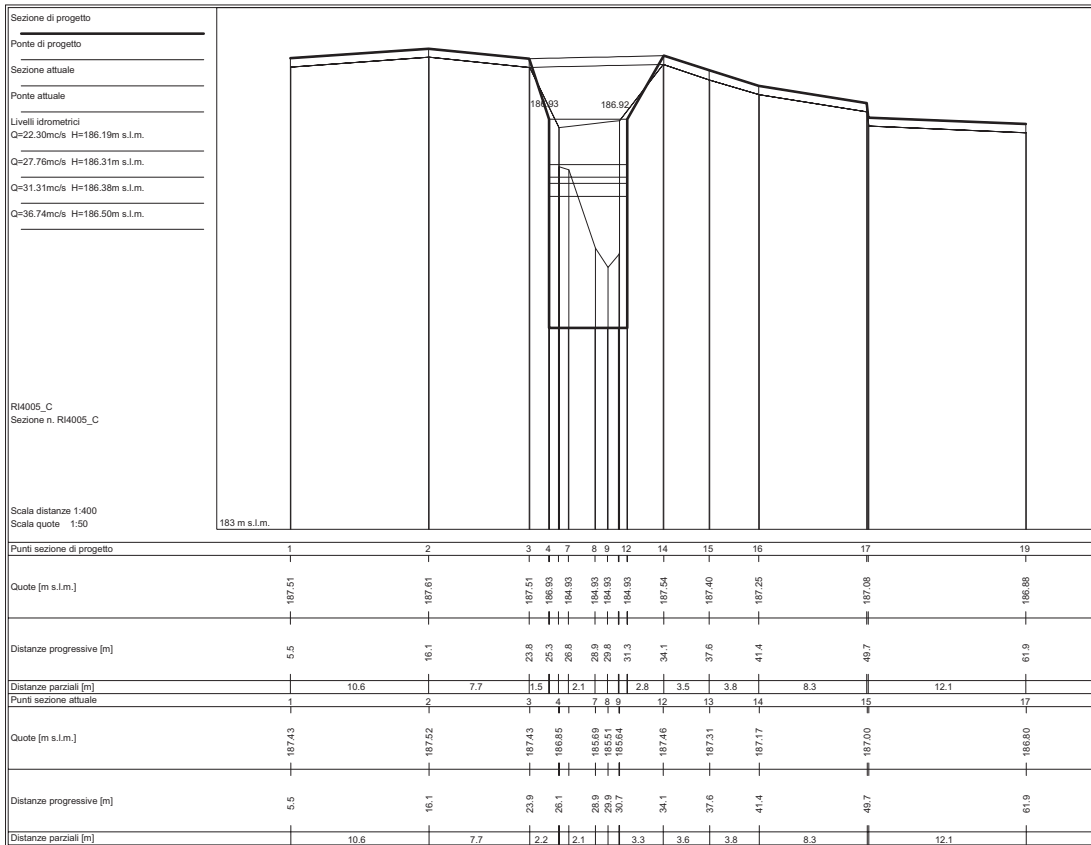 Sezione di progetto
Ponte di progetto
Sezione attuale
Ponte attuale
Livelli idrometrici
Q=22.30mc/s H=186.19m s.l.m.
Q=27.76mc/s H=186.31m s.l.m.
Q=31.31mc/s H=186.38m s.l.m.
Q=36.74mc/s H=186.50m s.l.m.
186.93 186.92
RI4005_C
Sezione n. RI4005_C
Scala distanze 1:400
Scala quote 1:50
183 m s.l.m.
Punti sezione di progetto 1 2 3 4 7 8 9 12 14 15 16 17 19
Quote [m s.l.m.] 187.51 187.61 187.51 186.93 184.93 184.93 184.93 184.93 187.54 187.40 187.25 187.08 186.88
Distanze progressive [m] 5.5 16.1 23.8 25.3 26.8 28.9 29.8 31.3 34.1 37.6 41.4 49.7 61.9
Distanze parziali [m] 10.6 7.7 1.5 2.1 2.8 3.5 3.8 8.3 12.1
Punti sezione attuale 1 2 3 4 7 8 9 12 13 14 15 17
Quote [m s.l.m.] 187.43 187.52 187.43 186.85 185.69 185.51 185.64 187.46 187.31 187.17 187.00 186.80
Distanze progressive [m] 5.5 16.1 23.9 26.1 28.9 29.9 30.7 34.1 37.6 41.4 49.7 61.9
Distanze parziali [m] 10.6 7.7 2.2 2.1 3.3 3.6 3.8 8.3 12.1